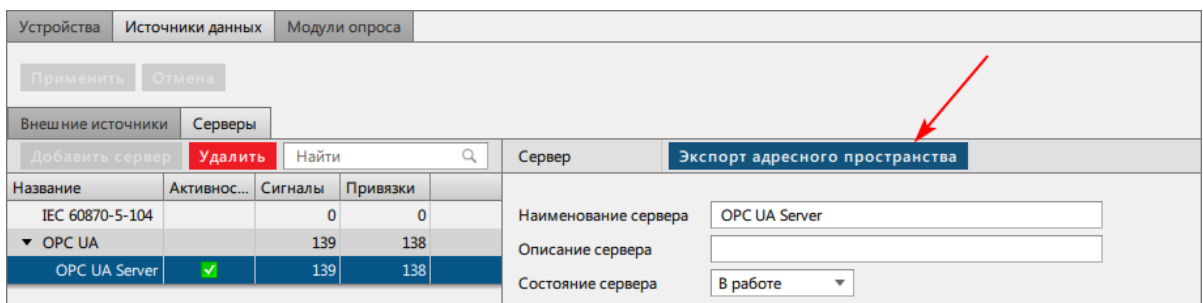 Устройства Источники данных Модули опроса
Применить Отмена
Внешние источники Серверы
Добавить сервер Удалить Найти Сервер Экспорт адресного пространства
Название Активнос... Сигналы Привязки
IEC 60870-5-104 0 0 Наименование сервера OPC UA Server
OPC UA 139 138 Описание сервера
OPC UA Server 139 138 Состояние сервера В работе